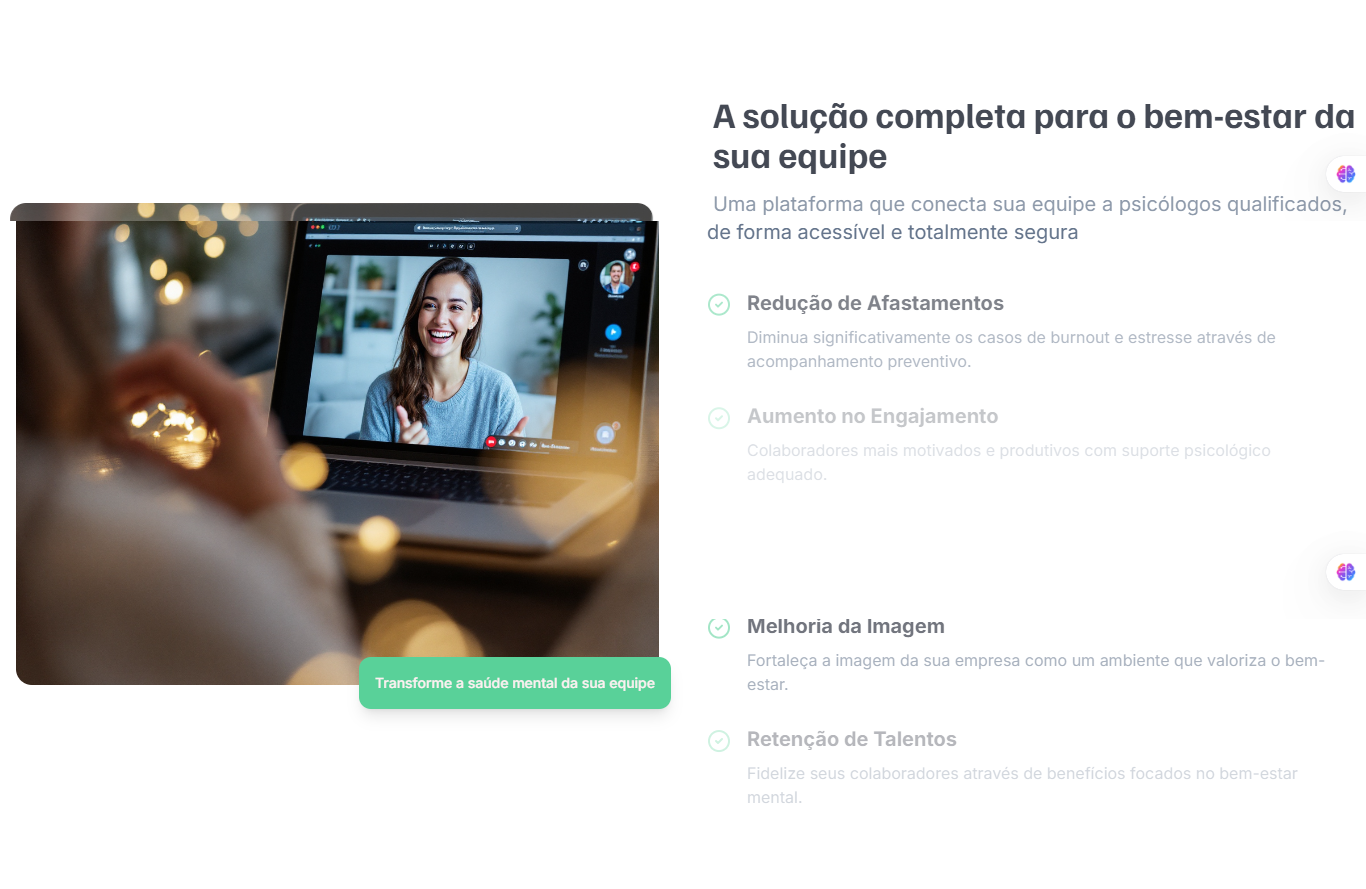 A solução completa para o bem-estar da
sua equipe
Uma plataforma que conecta sua equipe a psicólogos qualificados,
de forma acessível e totalmente segura
Redução de Afastamentos
Diminua significativamente os casos de burnout e estresse através de
acompanhamento preventivo.
Aumento no Engajamento
Colaboradores mais motivados e produtivos com suporte psicológico
adequado.
Melhoria da Imagem
Fortaleça a imagem da sua empresa como um ambiente que valoriza o bem-
estar.
Retenção de Talentos
Fidelize seus colaboradores através de benefícios focados no bem-estar
mental.
Transforme a saúde mental da sua equipe